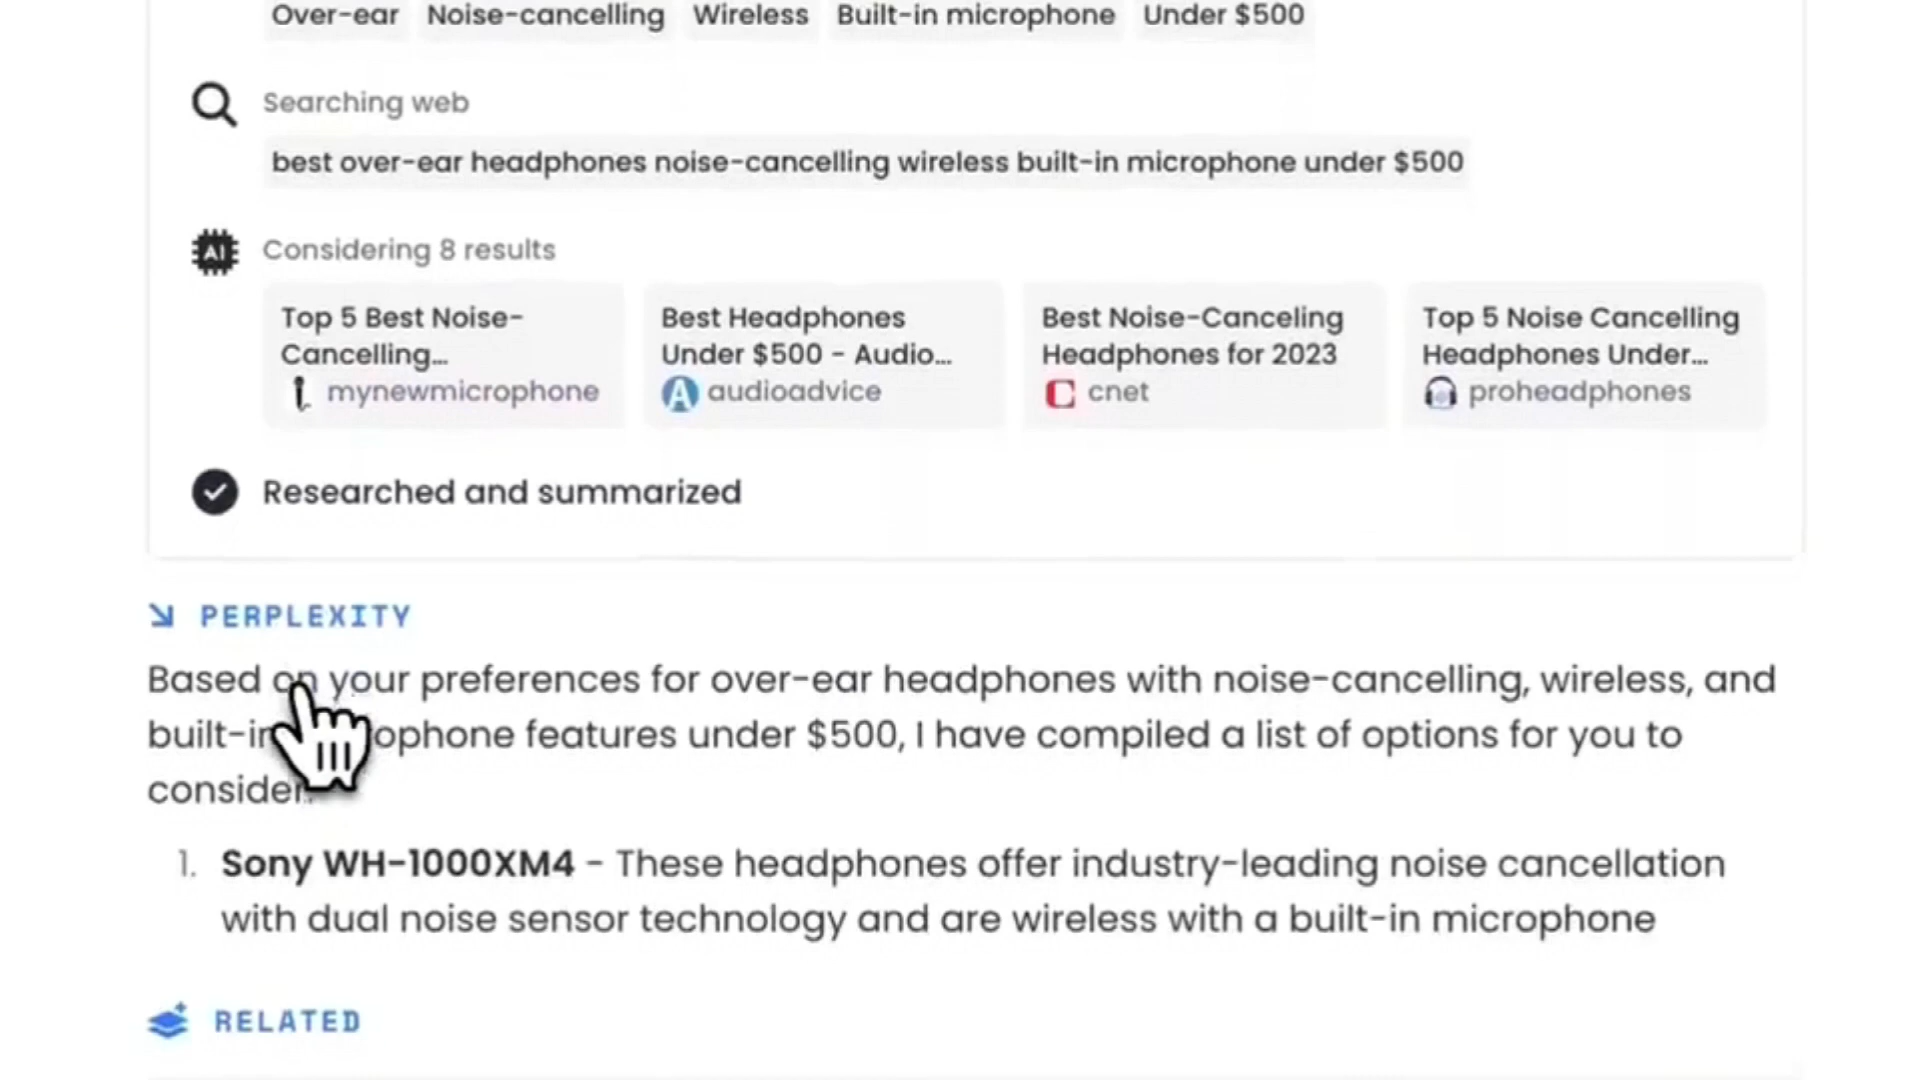 Over-ear Noise-cancelling Wireless Built-in microphone Under $500
Searching web
best over-ear headphones noise-cancelling wireless built-in microphone under $500
AI Considering 8 results
Top 5 Best Noise-
Cancelling...
mynewmicrophone
Best Headphones
Under $500 - Audio...
A audioadvice
Best Noise-Canceling
Headphones for 2023
cnet
Top 5 Noise Cancelling
Headphones Under...
proheadphones
Researched and summarized
PERPLEXITY
Based on your preferences for over-ear headphones with noise-cancelling, wireless, and
built-in ophone features under $500, I have compiled a list of options for you to
consider.
1. Sony WH-1000XM4 - These headphones offer industry-leading noise cancellation
with dual noise sensor technology and are wireless with a built-in microphone
RELATED